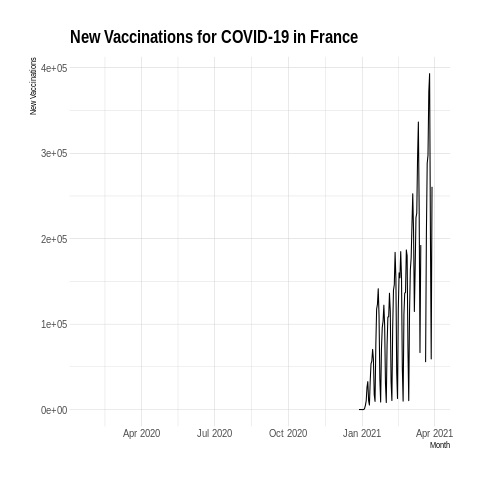 New Vaccinations for COVID-19 in France
New Vaccinations
4e+05
3e+05
2e+05
1e+05
0e+00
Apr 2020 Jul 2020 Oct 2020 Jan 2021 Apr 2021
Month